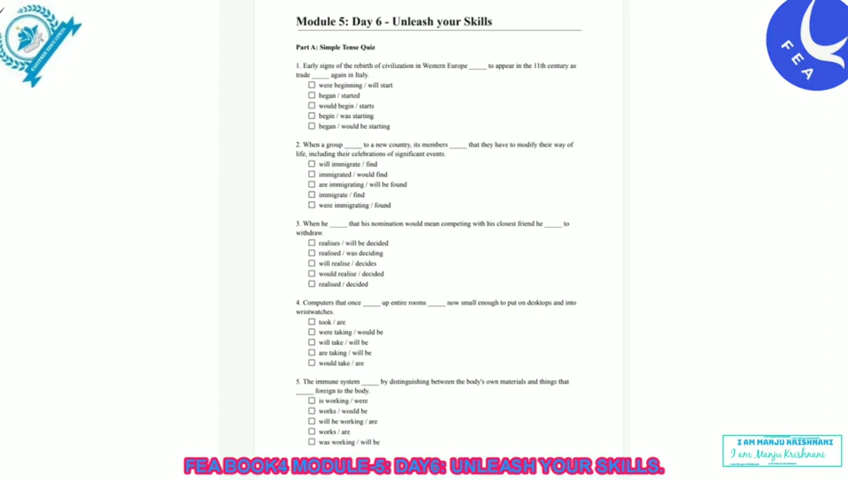 Module 5: Day 6 - Unleash your Skills
Part A: Simple Tense Quiz
1. Early signs of the rebirth of civilization in Western Europe _____ to appear in the 11th century as
trade _____ again in Italy.
were beginning / will start
began / started
would begin / starts
begin / was starting
began / would be starting
2. When a group _____ to a new country, its members _____ that they have to modify their way of
life, including their celebrations of significant events.
will immigrate / find
immigrated / would find
are immigrating / will be found
immigrate / find
were immigrating / found
3. When he _____ that his nomination would mean competing with his closest friend he _____ to
withdraw.
realises / will be decided
realised / was deciding
will realise / decides
would realise / decided
realised / decided
4. Computers that once _____ up entire rooms _____ now small enough to put on desktops and into
wristwatches.
took / are
were taking / would be
will take / will be
are taking / will be
would take / are
5. The immune system _____ by distinguishing between the body's own materials and things that
_____ foreign to the body.
is working / were
works / would be
will be working / are
works / are
was working / will be
FEA
I AM MANJU KRISHNANI
I am Manju Krishnani
FEA BOOK4 MODULE-5: DAY6: UNLEASH YOUR SKILLS.